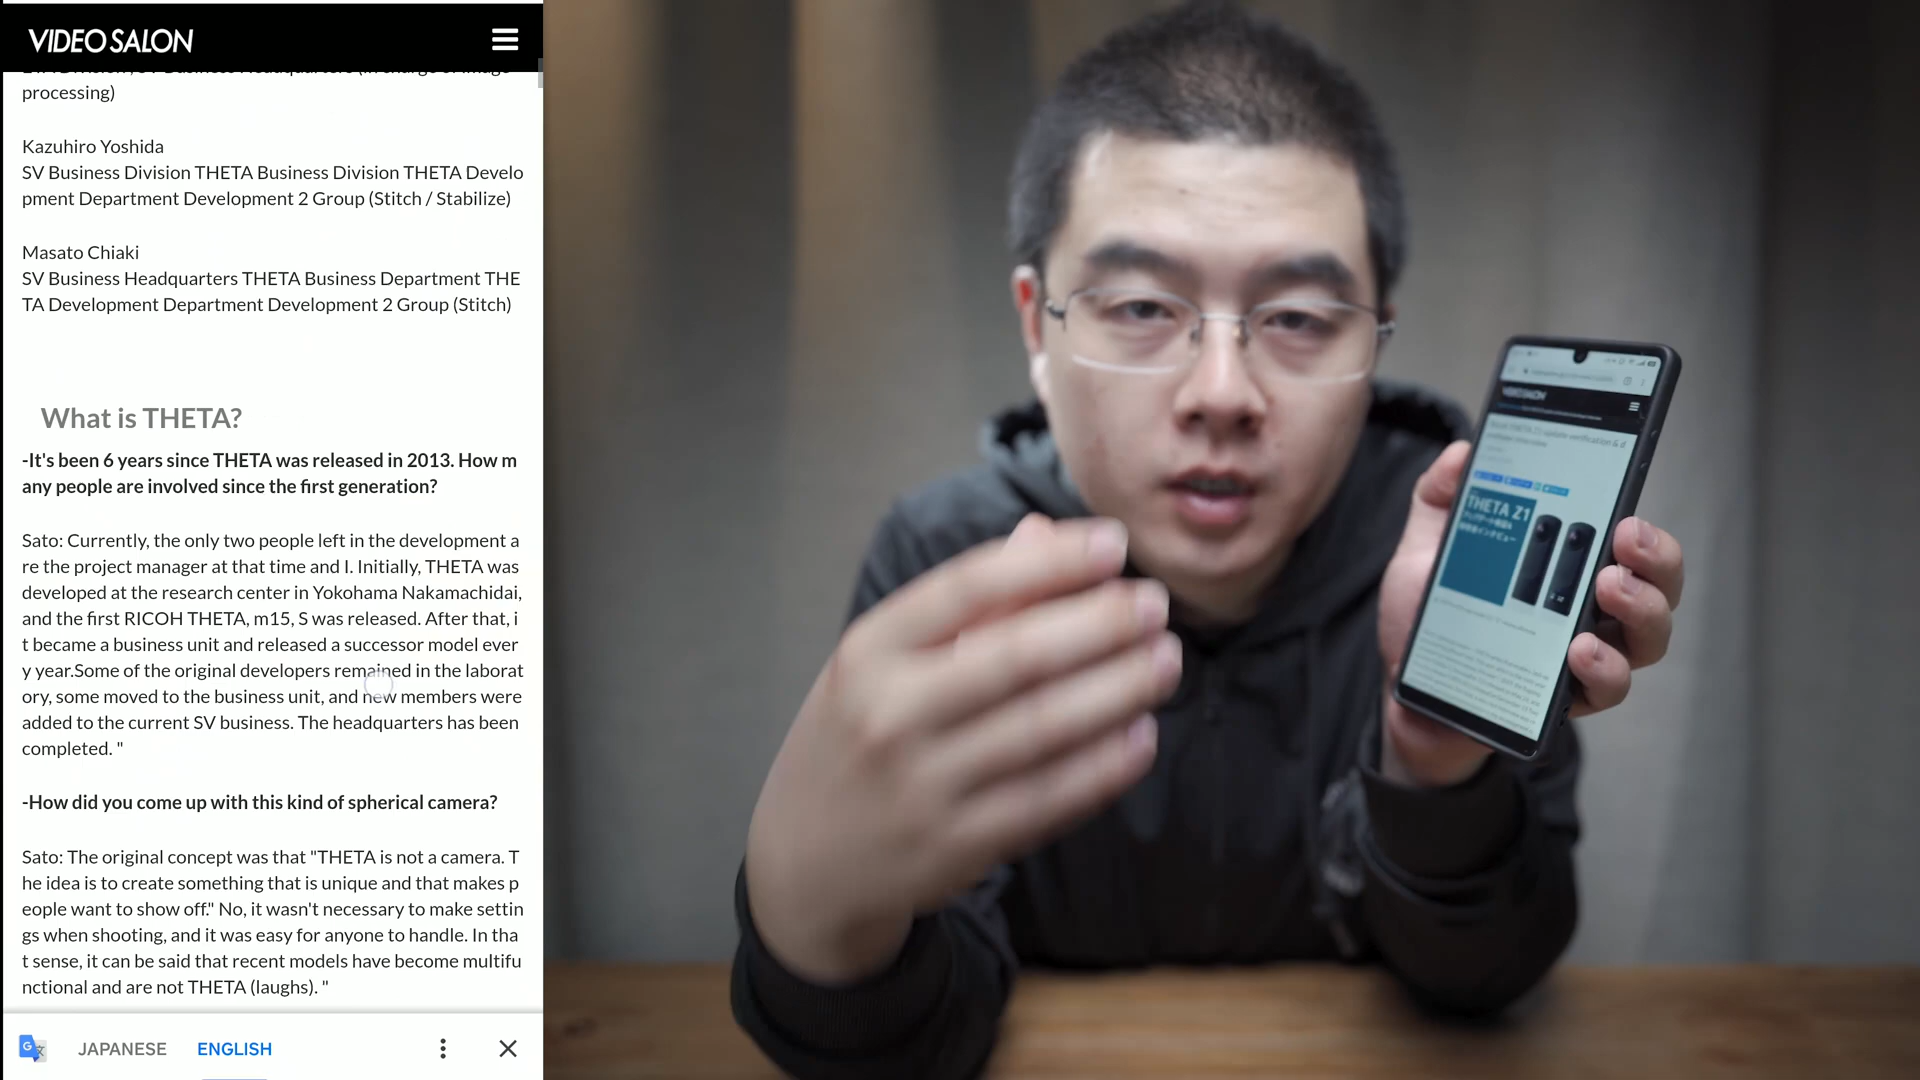 VIDEO SALON
processing)
Kazuhiro Yoshida
SV Business Division THETA Business Division THETA Develo
pment Department Development 2 Group (Stitch / Stabilize)
Masato Chiaki
SV Business Headquarters THETA Business Department THE
TA Development Department Development 2 Group (Stitch)
What is THETA?
-It's been 6 years since THETA was released in 2013. How m
any people are involved since the first generation?
Sato: Currently, the only two people left in the development a
re the project manager at that time and I. Initially, THETA was
developed at the research center in Yokohama Nakamachidai,
and the first RICOH THETA, m15, S was released. After that, i
t became a business unit and released a successor model ever
y year.Some of the original developers remained in the laborat
ory, some moved to the business unit, and new members were
added to the current SV business. The headquarters has been
completed. "
-How did you come up with this kind of spherical camera?
Sato: The original concept was that "THETA is not a camera. T
he idea is to create something that is unique and that makes p
eople want to show off." No, it wasn't necessary to make settin
gs when shooting, and it was easy for anyone to handle. In tha
t sense, it can be said that recent models have become multifu
nctional and are not THETA (laughs). "
JAPANESE ENGLISH
VIDEO SALON
THETA Z1